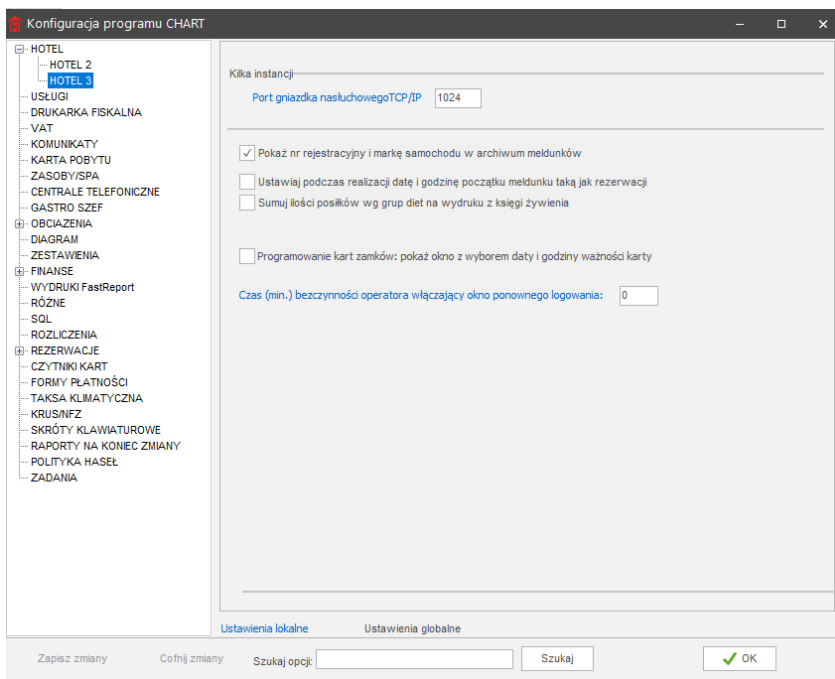 Konfiguracja programu CHART
HOTEL
HOTEL 2
HOTEL 3
USŁUGI
DRUKARKA FISKALNA
VAT
KOMUNIKATY
KARTA POBYTU
ZASOBY/SPA
CENTRALE TELEFONICZNE
GASTRO SZEF
OBCIAZENIA
DIAGRAM
ZESTAWIENIA
FINANSE
WYDRUKI FastReport
RÓŻNE
SQL
ROZLICZENIA
REZERWACJE
CZYTNIKI KART
FORMY PŁATNOŚCI
TAKSA KLIMATYCZNA
KRUS/NFZ
SKRÓTY KLAWIATUROWE
RAPORTY NA KONIEC ZMIANY
POLITYKA HASEŁ
ZADANIA
Kilka instancji
Port gniazdka nasłuchowegoTCP/IP 1024
Pokaż nr rejestracyjny i markę samochodu w archiwum meldunków
Ustawiaj podczas realizacji datę i godzinę początku meldunku taką jak rezerwacji
Sumuj ilości posiłków wg grup diet na wydruku z księgi żywienia
Programowanie kart zamków: pokaż okno z wyborem daty i godziny ważności karty
Czas (min.) bezczynności operatora włączający okno ponownego logowania: 0
Ustawienia lokalne Ustawienia globalne
Zapisz zmiany Cofnij zmiany Szukaj opcji: Szukaj OK